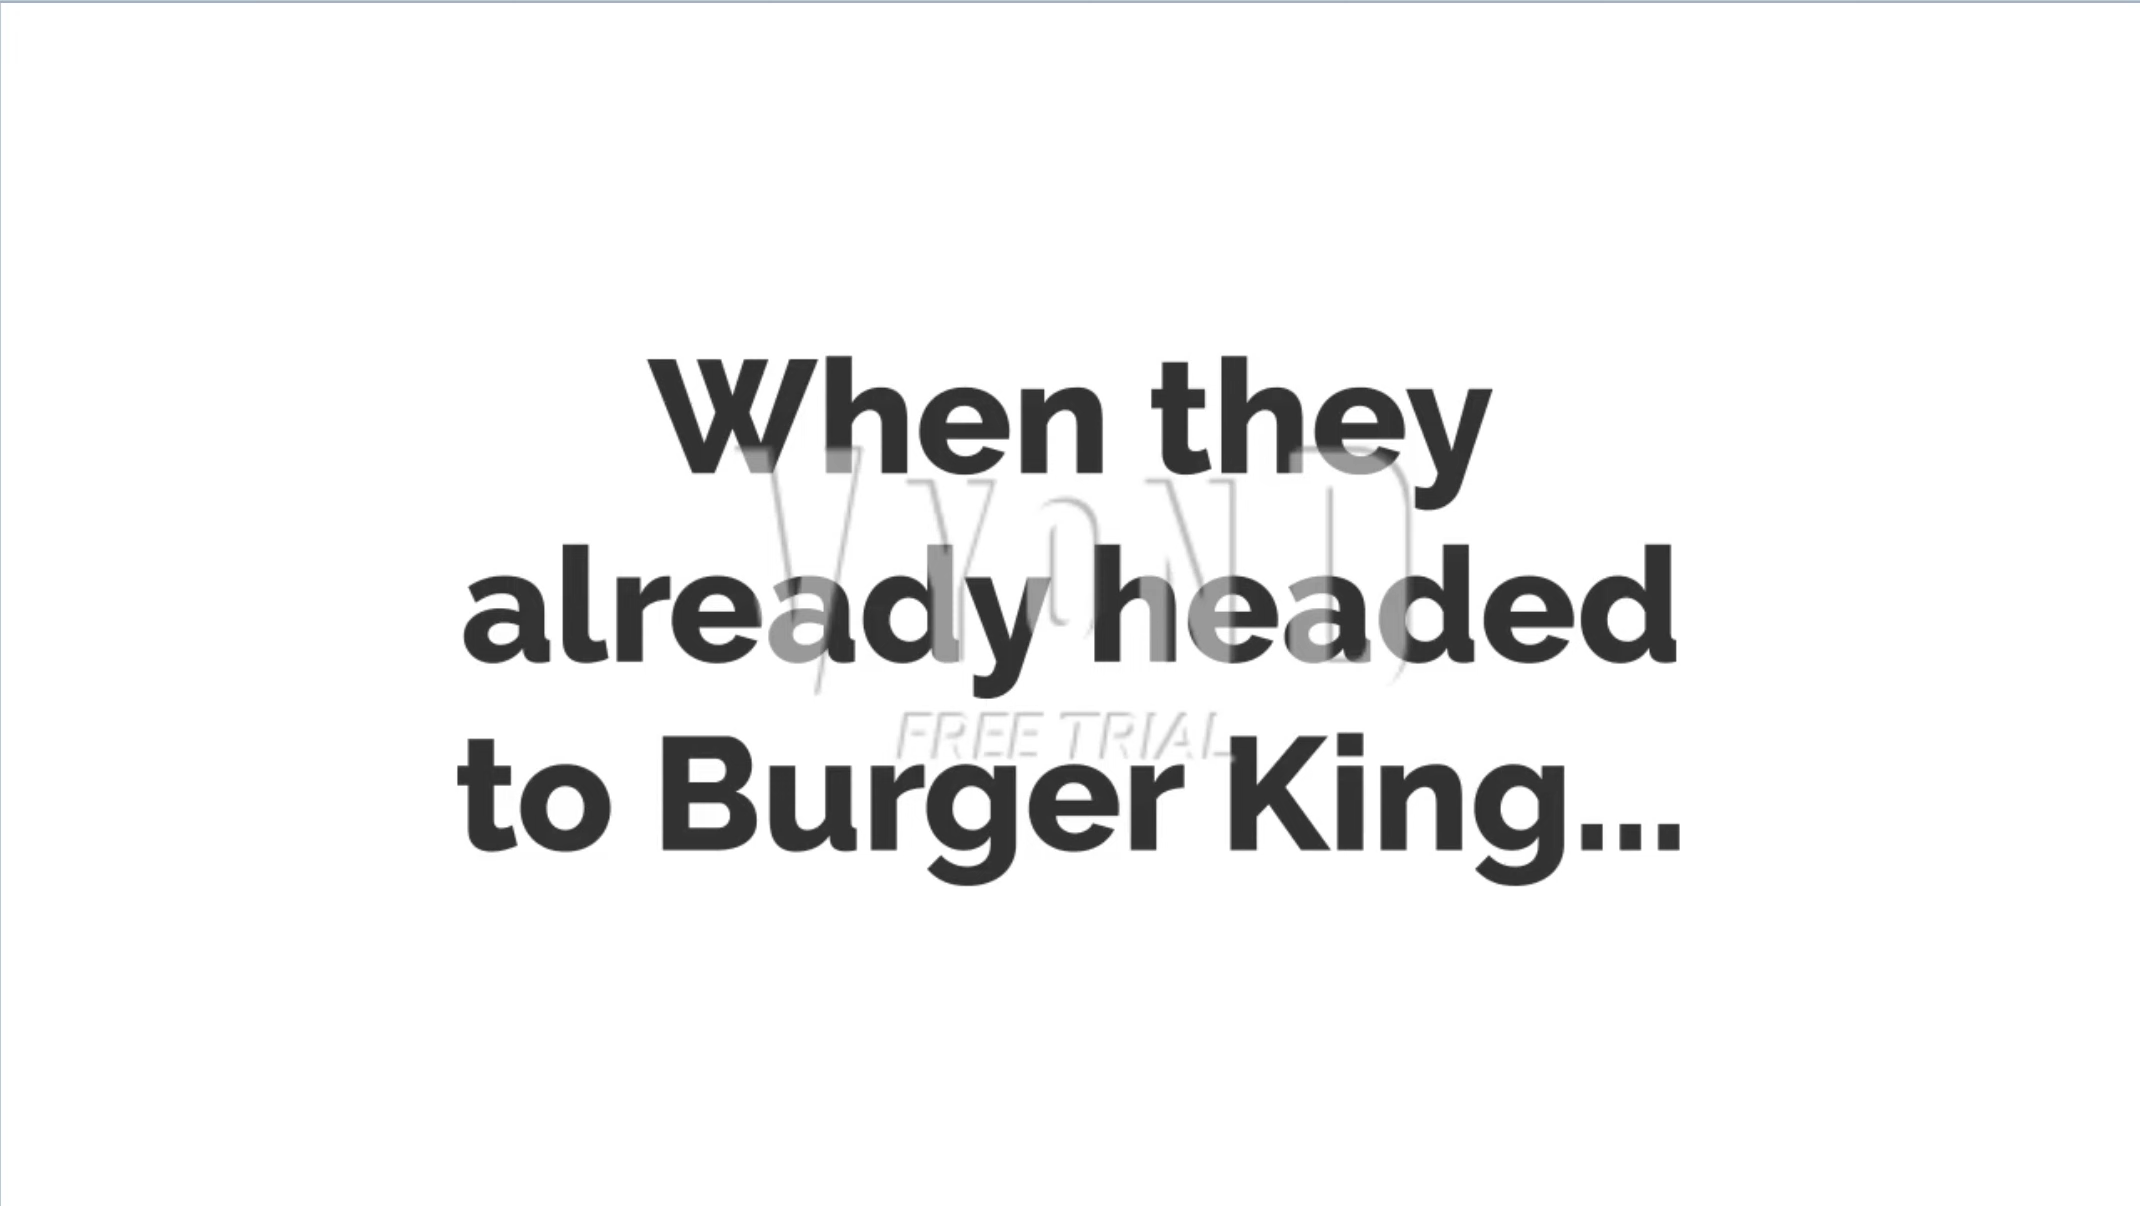 When they
already headed
to Burger King...
VYOND
FREE TRIAL